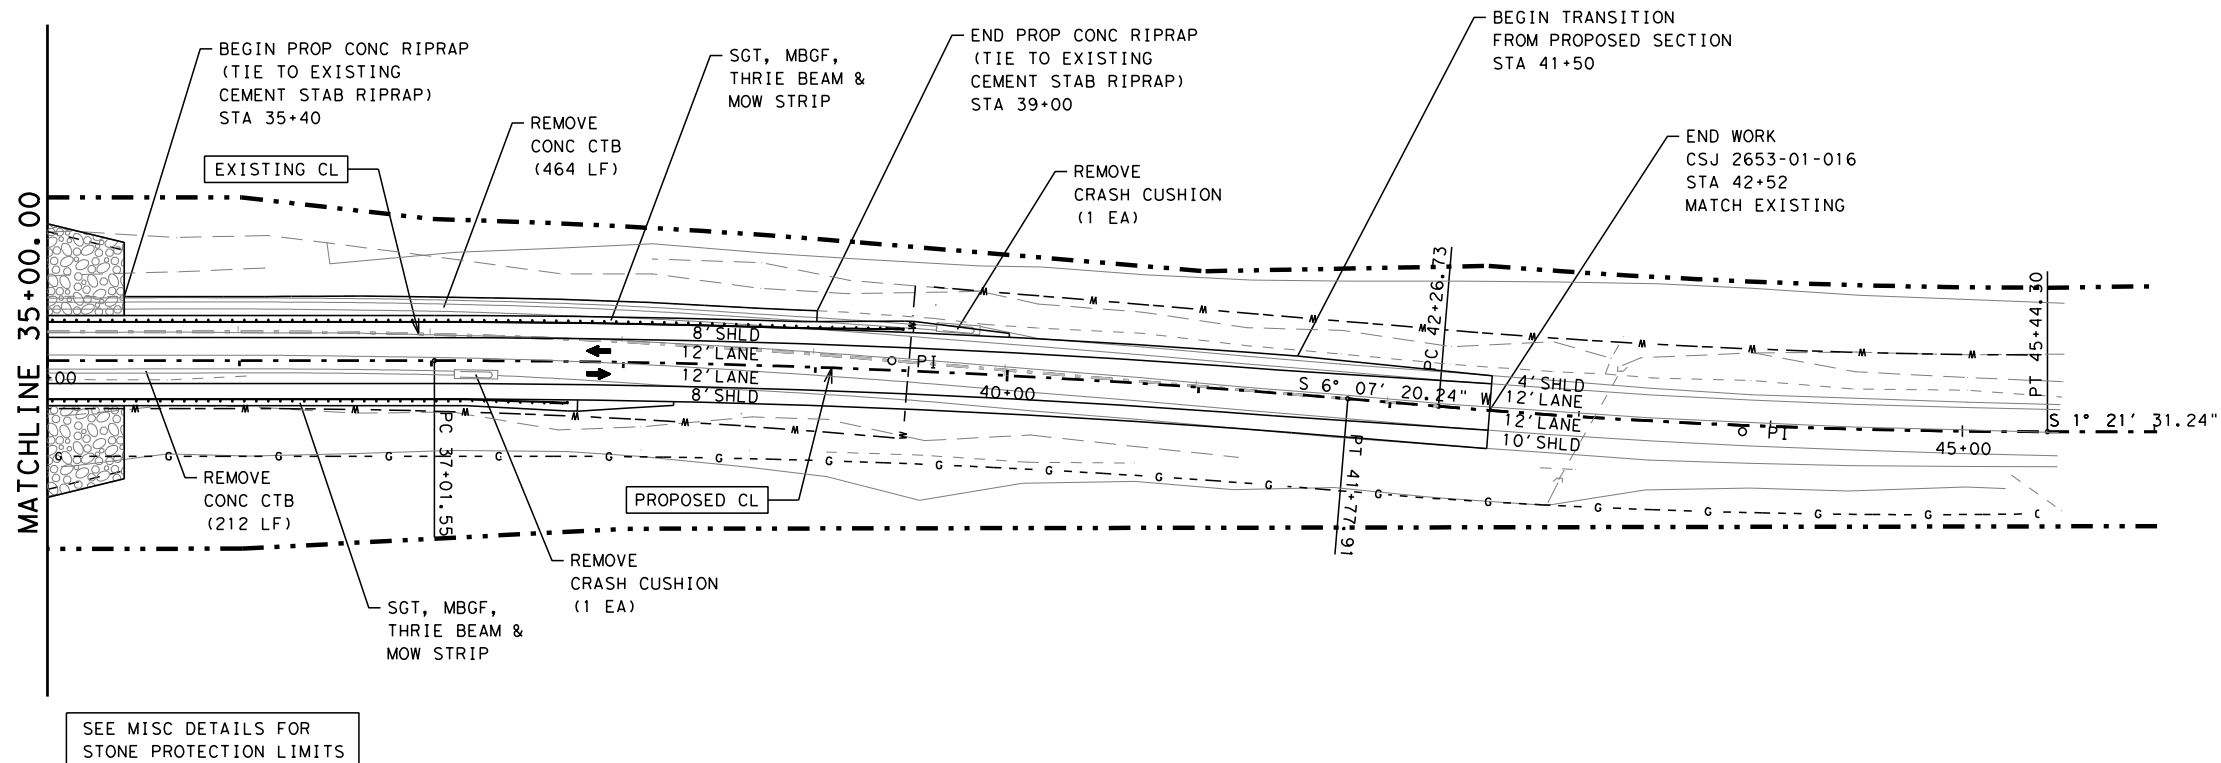 BEGIN PROP CONC RIPRAP
(TIE TO EXISTING
CEMENT STAB RIPRAP)
STA 35+40
SGT, MBGF,
THRIE BEAM &
MOW STRIP
END PROP CONC RIPRAP
(TIE TO EXISTING
CEMENT STAB RIPRAP)
STA 39+00
BEGIN TRANSITION
FROM PROPOSED SECTION
STA 41+50
REMOVE
CONC CTB
(464 LF)
EXISTING CL
REMOVE
CRASH CUSHION
(1 EA)
END WORK
CSJ 2653-01-016
STA 42+52
MATCH EXISTING
MATCHLINE 35+00.00
+00
8' SHLD
12' LANE
12' LANE
8' SHLD
PI
40+00
PC 42+26.73
S 6° 07' 20.24" W
4' SHLD
12' LANE
12' LANE
10' SHLD
PI
45+00
PT 45+44.30
S 1° 21' 31.24"
W W W W W W W W W W
W
W W W W W W W
W
G G G G G G G G G G G G G G G G G G
PC 37+01.55
PT 41+77.91
REMOVE
CONC CTB
(212 LF)
PROPOSED CL
REMOVE
CRASH CUSHION
(1 EA)
SGT, MBGF,
THRIE BEAM &
MOW STRIP
SEE MISC DETAILS FOR
STONE PROTECTION LIMITS